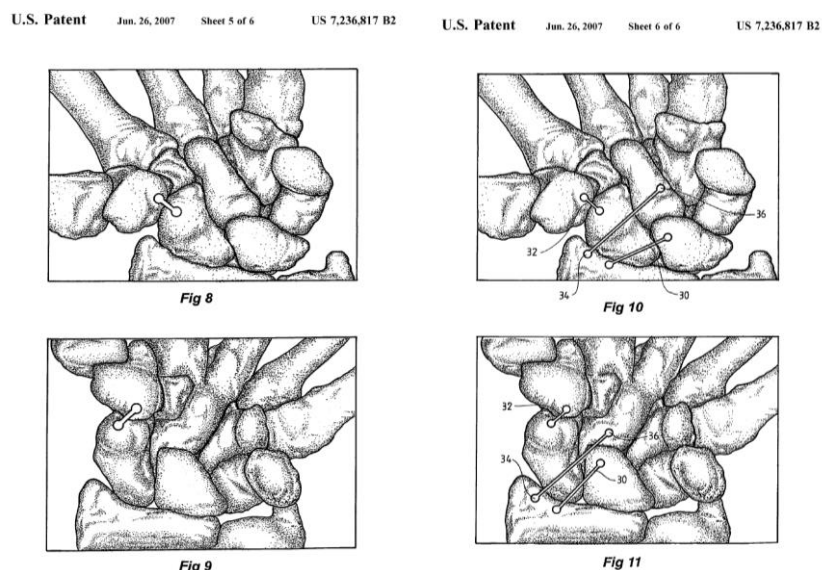 U.S. Patent Jun. 26, 2007 Sheet 5 of 6 US 7,236,817 B2
Fig 8
Fig 9
U.S. Patent Jun. 26, 2007 Sheet 6 of 6 US 7,236,817 B2
32
34
30
36
Fig 10
32
34
36
30
Fig 11